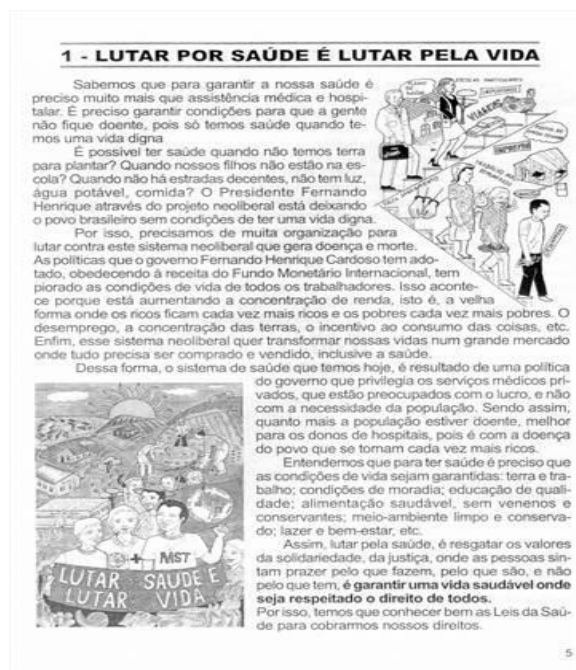 1 - LUTAR POR SAÚDE É LUTAR PELA VIDA
Sabemos que para garantir a nossa saúde é
preciso muito mais que assistência médica e hospi-
talar. É preciso garantir condições para que a gente
não fique doente, pois só temos saúde quando te-
mos uma vida digna
É possível ter saúde quando não temos terra
para plantar? Quando nossos filhos não estão na es-
cola? Quando não há estradas decentes, não tem luz,
água potável, comida? O Presidente Fernando
Henrique através do projeto neoliberal está deixando
o povo brasileiro sem condições de ter uma vida digna.
Por isso, precisamos de muita organização para
lutar contra este sistema neoliberal que gera doença e morte.
As políticas que o governo Fernando Henrique Cardoso tem ado-
tado, obedecendo à receita do Fundo Monetário Internacional, tem
piorado as condições de vida de todos os trabalhadores. Isso aconte-
ce porque está aumentando a concentração de renda, isto é, a velha
forma onde os ricos ficam cada vez mais ricos e os pobres cada vez mais pobres. O
desemprego, a concentração das terras, o incentivo ao consumo das coisas, etc.
Enfim, esse sistema neoliberal quer transformar nossas vidas num grande mercado
onde tudo precisa ser comprado e vendido, inclusive a saúde.
Dessa forma, o sistema de saúde que temos hoje, é resultado de uma política
do governo que privilegia os serviços médicos pri-
vados, que estão preocupados com o lucro, e não
com a necessidade da população. Sendo assim,
quanto mais a população estiver doente, melhor
para os donos de hospitais, pois é com a doença
do povo que se tornam cada vez mais ricos.
Entendemos que para ter saúde é preciso que
as condições de vida sejam garantidas: terra e tra-
balho; condições de moradia; educação de quali-
dade; alimentação saudável, sem venenos e
conservantes; meio-ambiente limpo e conserva-
do; lazer e bem-estar, etc.
Assim, lutar pela saúde, é resgatar os valores
da solidariedade, da justiça, onde as pessoas sin-
tam prazer pelo que fazem, pelo que são, e não
pelo que tem, é garantir uma vida saudável onde
seja respeitado o direito de todos.
Por isso, temos que conhecer bem as Leis da Saú-
de para cobrarmos nossos direitos.
VIAGENS
MST
LUTAR SAÚDE É
LUTAR VIDA
5